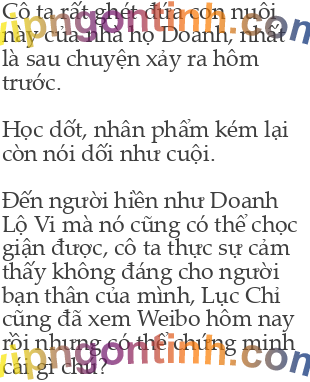 Cô ta rất ghét đứa con nuôi
này của nhà họ Doanh, nhất
là sau chuyện xảy ra hôm
trước.
Học dốt, nhân phẩm kém lại
còn nói dối như cuội.
Đến người hiền như Doanh
Lộ Vi mà nó cũng có thể chọc
giận được, cô ta thực sự cảm
thấy không đáng cho người
bạn thân của mình, Lục Chỉ
cũng đã xem Weibo hôm nay
rồi nhưng có thể chứng minh
cái gì chứ?
vipngontinh.com
vipngontinh.com